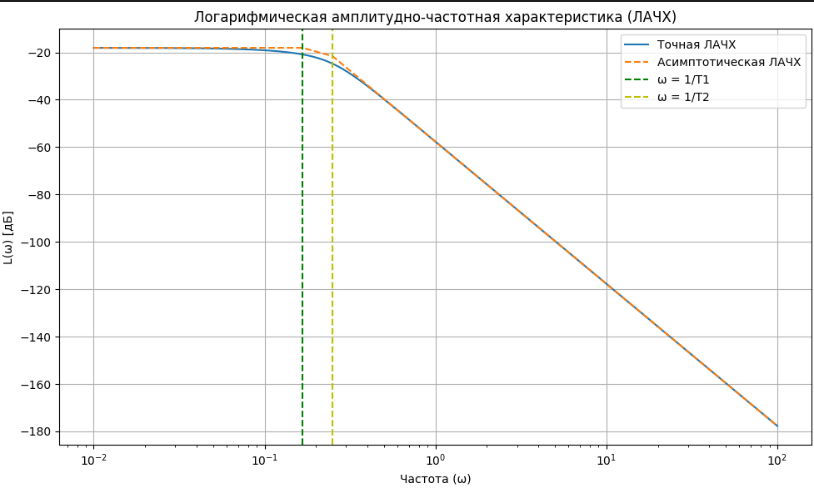 Логарифмическая амплитудно-частотная характеристика (ЛАЧХ)
Точная ЛАЧХ
Асимптотическая ЛАЧХ
ω = 1/T1
ω = 1/T2
L(ω) [дБ]
−20
−40
−60
−80
−100
−120
−140
−160
−180
10⁻² 10⁻¹ 10⁰ 10¹ 10²
Частота (ω)